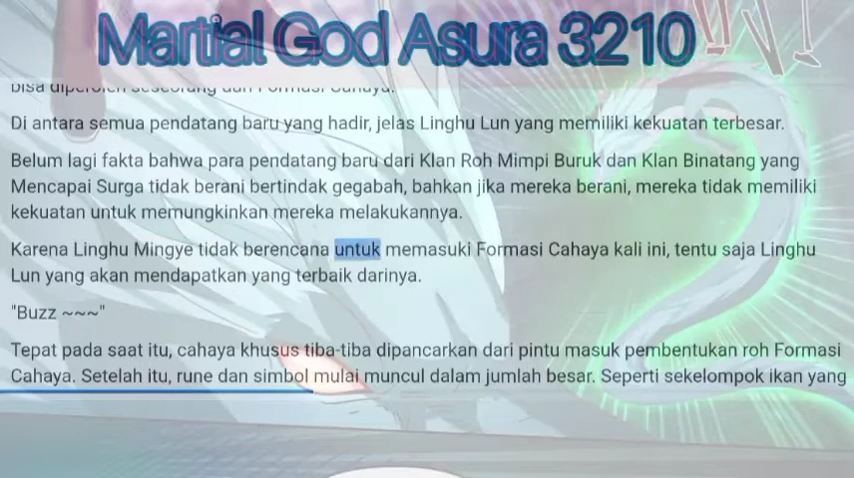 Martial God Asura 3210
Di antara semua pendatang baru yang hadir, jelas Linghu Lun yang memiliki kekuatan terbesar.
Belum lagi fakta bahwa para pendatang baru dari Klan Roh Mimpi Buruk dan Klan Binatang yang
Mencapai Surga tidak berani bertindak gegabah, bahkan jika mereka berani, mereka tidak memiliki
kekuatan untuk memungkinkan mereka melakukannya.
Karena Linghu Mingye tidak berencana untuk memasuki Formasi Cahaya kali ini, tentu saja Linghu
Lun yang akan mendapatkan yang terbaik darinya.
"Buzz ~~~"
Tepat pada saat itu, cahaya khusus tiba-tiba dipancarkan dari pintu masuk pembentukan roh Formasi
Cahaya. Setelah itu, rune dan simbol mulai muncul dalam jumlah besar. Seperti sekelompok ikan yang